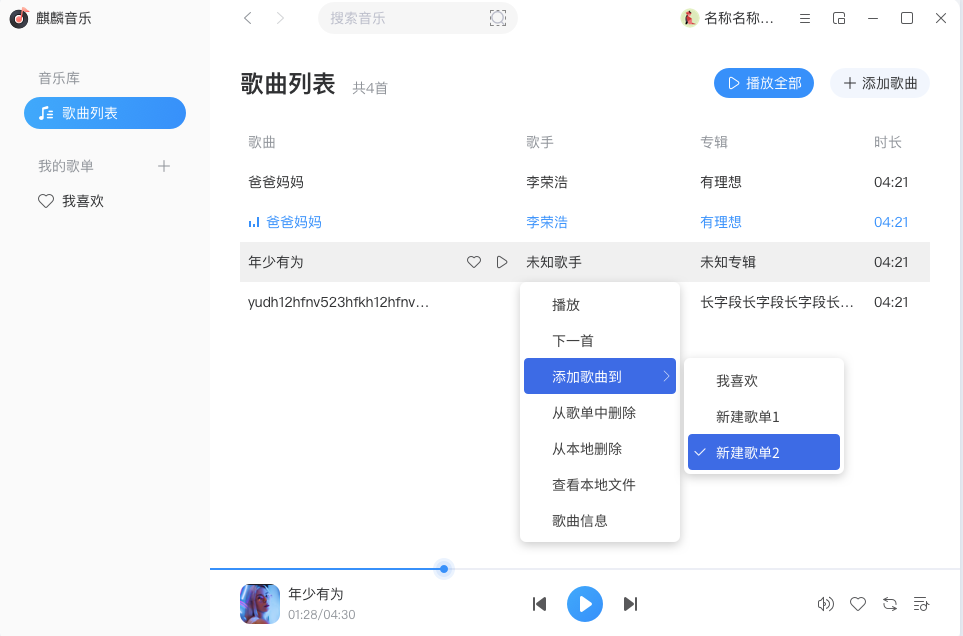 麒麟音乐
搜索音乐
名称名称...
音乐库
歌曲列表
我的歌单
我喜欢
歌曲列表 共4首
播放全部
添加歌曲
歌曲 歌手 专辑 时长
爸爸妈妈 李荣浩 有理想 04:21
爸爸妈妈 李荣浩 有理想 04:21
年少有为 未知歌手 未知专辑 04:21
yudh12hfnv523hfkh12hfnv... 长字段长字段长字段长... 04:21
播放
下一首
添加歌曲到
从歌单中删除
从本地删除
查看本地文件
歌曲信息
我喜欢
新建歌单1
新建歌单2
年少有为
01:28/04:30